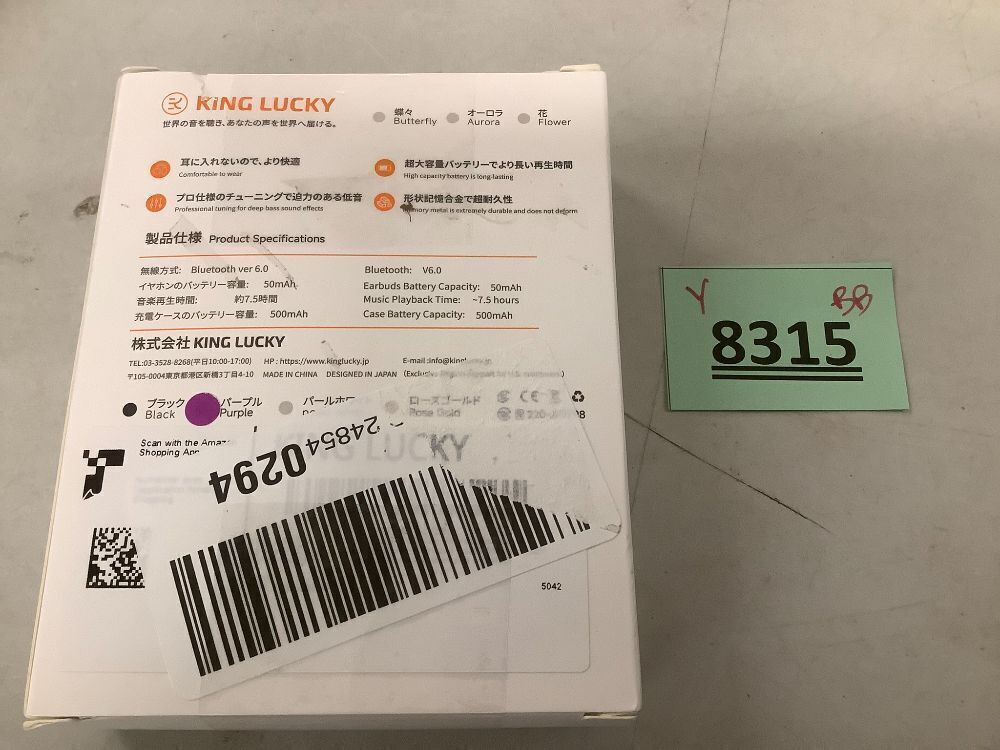 KING LUCKY
世界の音を聴き、あなたの声を世界へ届ける。
蝶々 オーロラ 花
Butterfly Aurora Flower
耳に入れないので、より快適
Comfortable to wear
超大容量バッテリーでより長い再生時間
High capacity battery is long-lasting
プロ仕様のチューニングで迫力のある低音
Professional tuning for deep bass sound effects
形状記憶合金で超耐久性
Memory metal is extremely durable and does not deform
製品仕様 Product Specifications
無線方式: Bluetooth ver 6.0
イヤホンのバッテリー容量: 50mAh
音楽再生時間: 約7.5時間
充電ケースのバッテリー容量: 500mAh
Bluetooth: V6.0
Earbuds Battery Capacity: 50mAh
Music Playback Time: ~7.5 hours
Case Battery Capacity: 500mAh
株式会社 KING LUCKY
TEL:03-3528-8268(平日10:00-17:00) HP: https://www.kinglucky.jp E-mail:info@king
〒105-0004東京都港区新橋3丁目4-10 MADE IN CHINA DESIGNED IN JAPAN
ブラック パープル パールホワ ローズゴールド
Black Purple Rose Gold
CE
Scan with the Amaz
Shopping App
24854 0294
KING LUCKY
5042
Y BB
8315